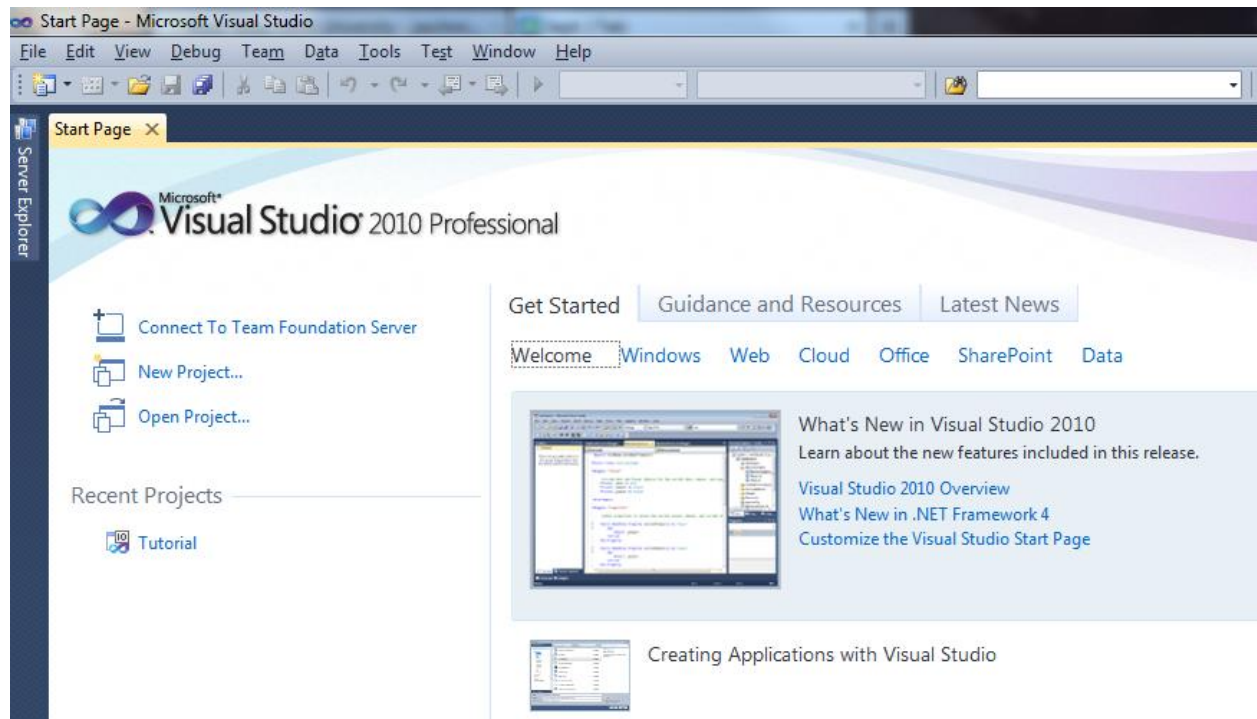 Start Page - Microsoft Visual Studio
File Edit View Debug Team Data Tools Test Window Help
Server Explorer
Start Page
Microsoft
Visual Studio 2010 Professional
Connect To Team Foundation Server
New Project...
Open Project...
Recent Projects
10
Tutorial
Get Started Guidance and Resources Latest News
Welcome Windows Web Cloud Office SharePoint Data
What's New in Visual Studio 2010
Learn about the new features included in this release.
Visual Studio 2010 Overview
What's New in .NET Framework 4
Customize the Visual Studio Start Page
Creating Applications with Visual Studio